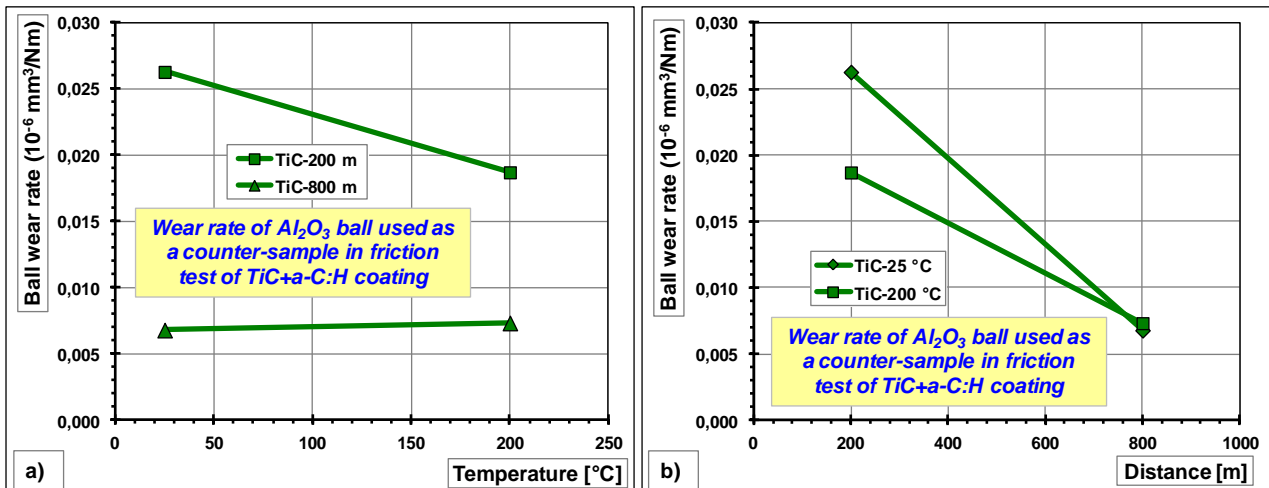 Ball wear rate (10⁻⁶ mm³/Nm)
0,030
0,025
0,020
0,015
0,010
0,005
0,000
TiC-200 m
TiC-800 m
Wear rate of Al₂O₃ ball used as
a counter-sample in friction
test of TiC+a-C:H coating
0 50 100 150 200 250
a)
Temperature [°C]
Ball wear rate (10⁻⁶ mm³/Nm)
0,030
0,025
0,020
0,015
0,010
0,005
0,000
TiC-25 °C
TiC-200 °C
Wear rate of Al₂O₃ ball used as
a counter-sample in friction
test of TiC+a-C:H coating
0 200 400 600 800 1000
b)
Distance [m]